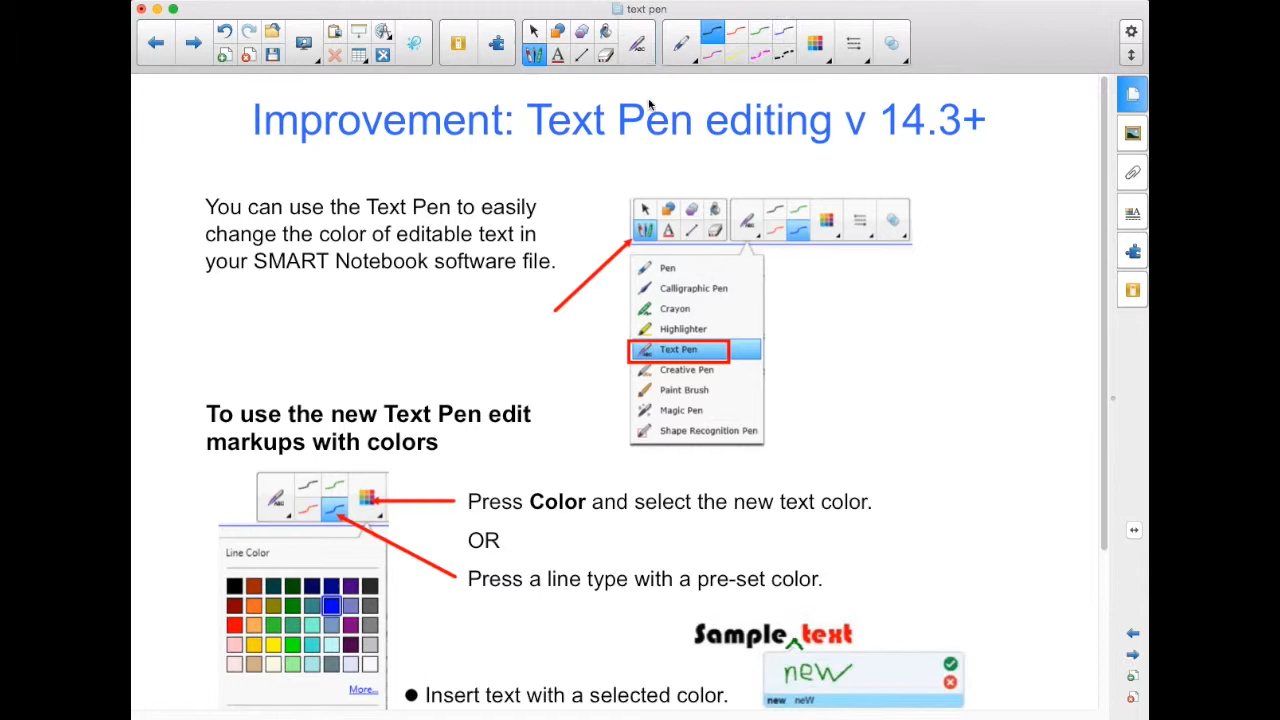 text pen
Improvement: Text Pen editing v 14.3+
You can use the Text Pen to easily
change the color of editable text in
your SMART Notebook software file.
Pen
Calligraphic Pen
Crayon
Highlighter
Text Pen
Creative Pen
Paint Brush
Magic Pen
Shape Recognition Pen
To use the new Text Pen edit
markups with colors
Press Color and select the new text color.
OR
Press a line type with a pre-set color.
Line Color
More...
Sample text
new
new neW
● Insert text with a selected color.